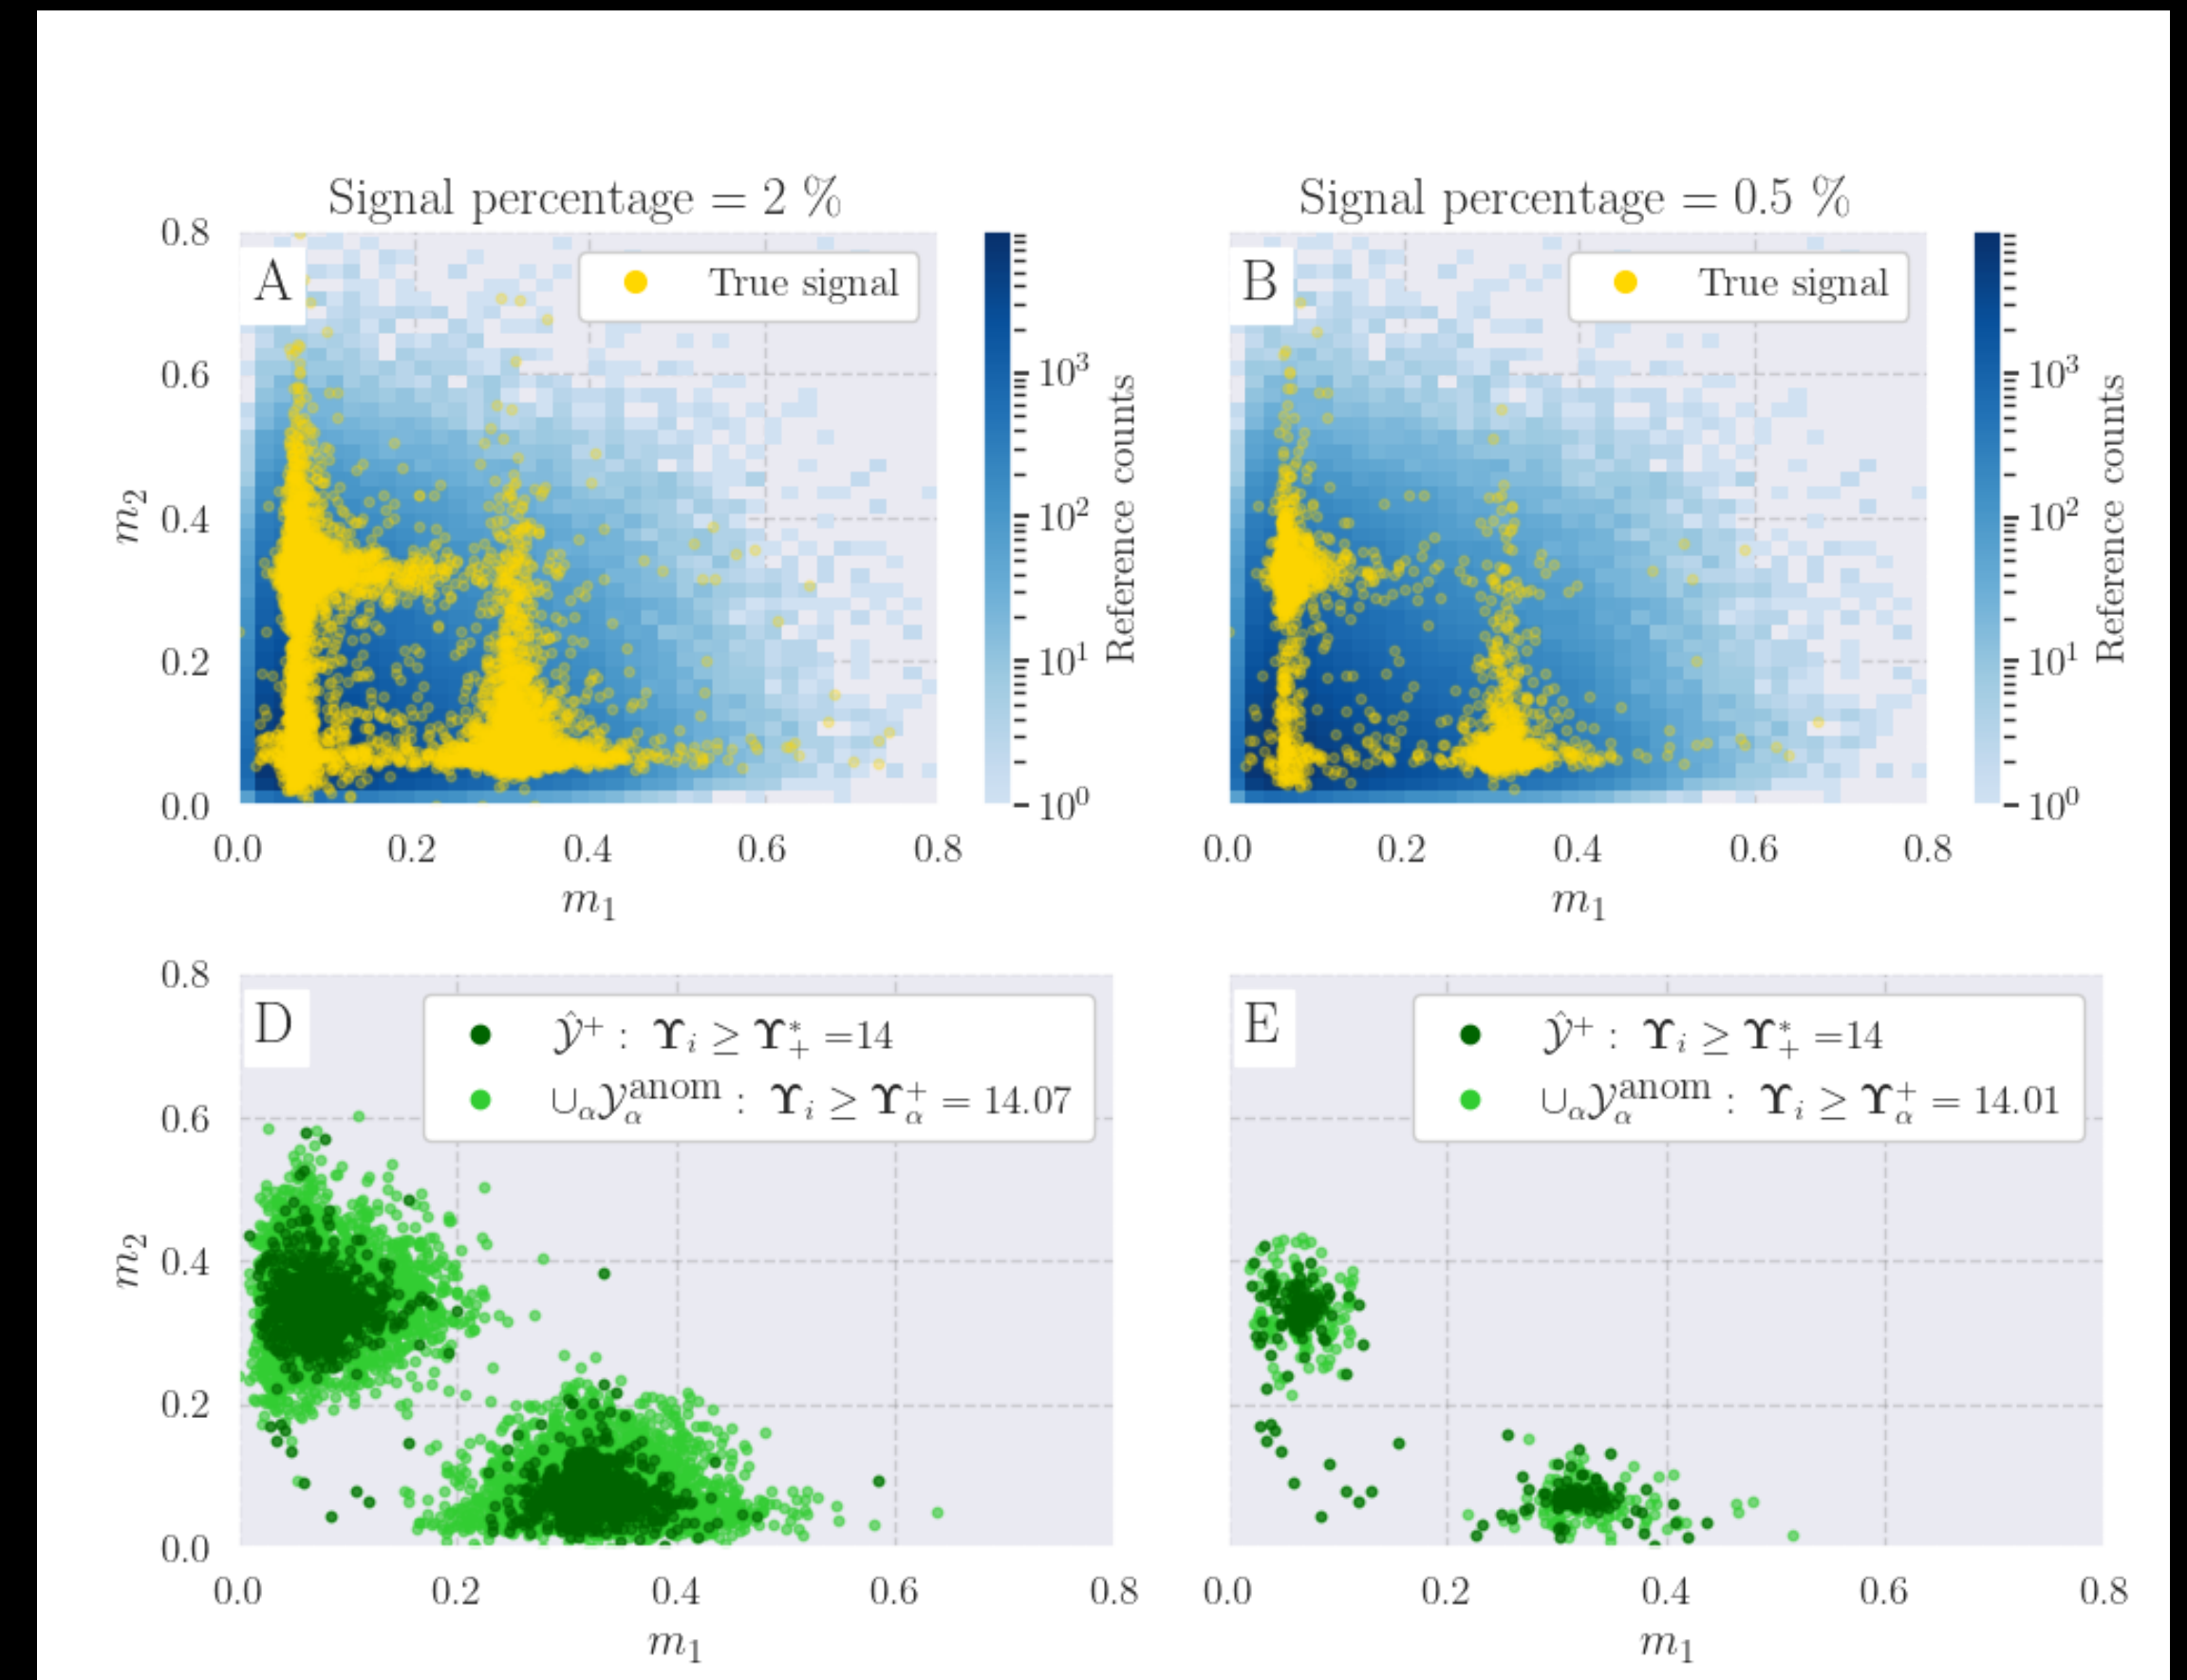 Signal percentage = 2 %
Signal percentage = 0.5 %
A
True signal
0.8
0.6
0.4
0.2
0.0
m₂
0.0 0.2 0.4 0.6 0.8
m₁
10³
10²
10¹
10⁰
Reference counts
B
True signal
0.0 0.2 0.4 0.6 0.8
m₁
10³
10²
10¹
10⁰
Reference counts
D
𝒴̂⁺ : ϒᵢ ≥ ϒ₊* =14
∪_α𝒴_α^anom : ϒᵢ ≥ ϒ_α⁺ = 14.07
0.8
0.6
0.4
0.2
0.0
m₂
0.0 0.2 0.4 0.6 0.8
m₁
E
𝒴̂⁺ : ϒᵢ ≥ ϒ₊* =14
∪_α𝒴_α^anom : ϒᵢ ≥ ϒ_α⁺ = 14.01
0.0 0.2 0.4 0.6 0.8
m₁